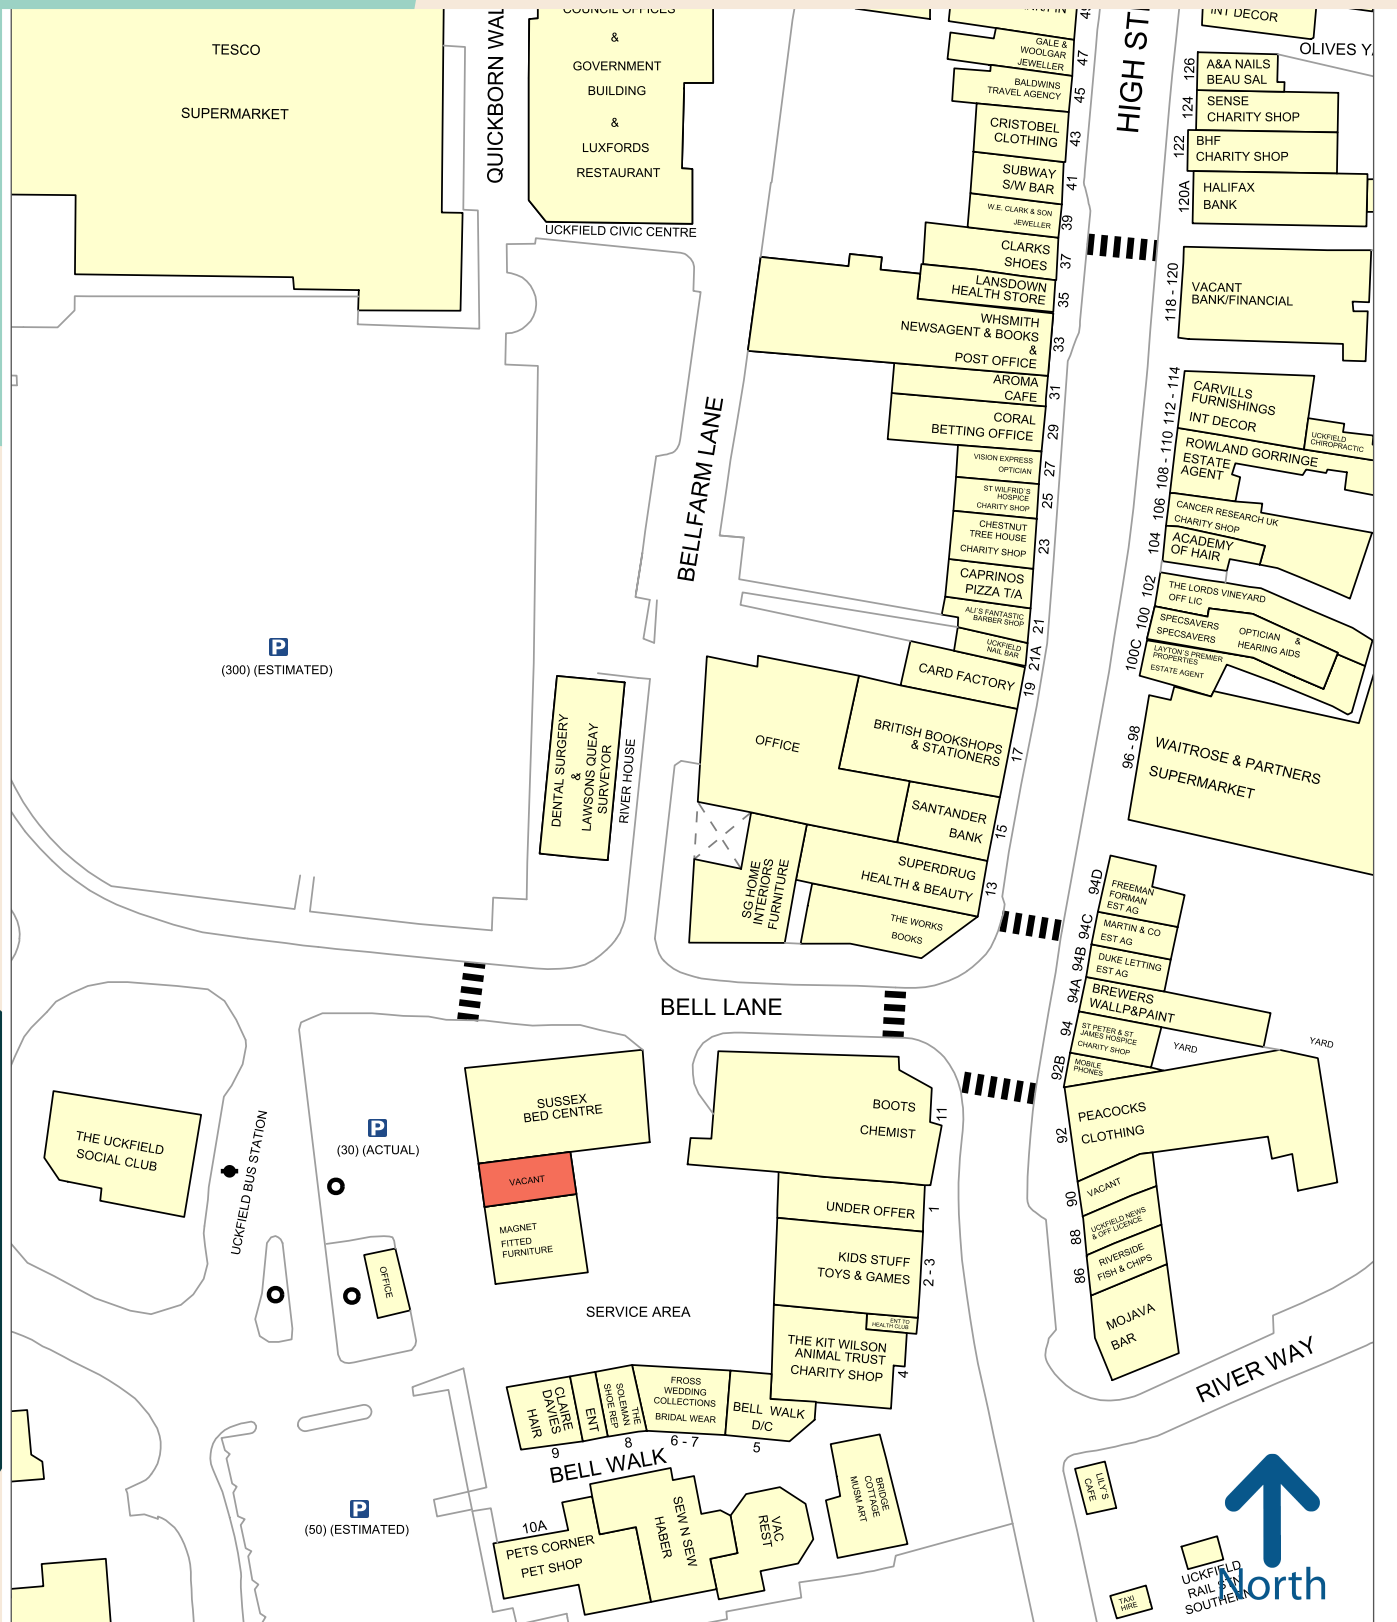 TESCO
SUPERMARKET
QUICKBORN WAL
COUNCIL OFFICES
&
GOVERNMENT
BUILDING
&
LUXFORDS
RESTAURANT
UCKFIELD CIVIC CENTRE
HIGH ST
49
GALE &
WOOLGAR
JEWELLER
47
BALDWINS
TRAVEL AGENCY
45
CRISTOBEL
CLOTHING
43
SUBWAY
S/W BAR
41
W.E. CLARK & SON
JEWELLER
39
CLARKS
SHOES
37
LANSDOWN
HEALTH STORE
35
WHSMITH
NEWSAGENT & BOOKS
&
POST OFFICE
33
AROMA
CAFE
31
CORAL
BETTING OFFICE
29
VISION EXPRESS
OPTICIAN
27
ST WILFRID'S
HOSPICE
CHARITY SHOP
25
CHESTNUT
TREE HOUSE
CHARITY SHOP
23
CAPRINOS
PIZZA T/A
ALI'S FANTASTIC
BARBER SHOP
21
UCKFIELD
NAIL BAR
21A
CARD FACTORY
19
BRITISH BOOKSHOPS
& STATIONERS
17
OFFICE
SANTANDER
BANK
15
SUPERDRUG
HEALTH & BEAUTY
13
SG HOME
INTERIORS
FURNITURE
THE WORKS
BOOKS
INT DECOR
OLIVES Y
126
A&A NAILS
BEAU SAL
124
SENSE
CHARITY SHOP
122
BHF
CHARITY SHOP
120A
HALIFAX
BANK
118 - 120
VACANT
BANK/FINANCIAL
112 - 114
CARVILLS
FURNISHINGS
INT DECOR
UCKFIELD
CHIROPRACTIC
108 - 110
ROWLAND GORRINGE
ESTATE
AGENT
106
CANCER RESEARCH UK
CHARITY SHOP
104
ACADEMY
OF HAIR
102
THE LORDS VINEYARD
OFF LIC
100
SPECSAVERS
SPECSAVERS
OPTICIAN &
HEARING AIDS
100C
LAYTON'S PREMIER
PROPERTIES
ESTATE AGENT
96 - 98
WAITROSE & PARTNERS
SUPERMARKET
94D
FREEMAN
FORMAN
EST AG
94C
MARTIN & CO
EST AG
94B
DUKE LETTING
EST AG
94A
BREWERS
WALLP&PAINT
94
ST PETER & ST
JAMES HOSPICE
CHARITY SHOP
YARD
YARD
92B
MOBILE
PHONES
92
PEACOCKS
CLOTHING
90
VACANT
88
UCKFIELD NEWS
& OFF LICENCE
86
RIVERSIDE
FISH & CHIPS
MOJAVA
BAR
RIVER WAY
BELLFARM LANE
P
(300) (ESTIMATED)
DENTAL SURGERY
&
LAWSONS QUEAY
SURVEYOR
RIVER HOUSE
BELL LANE
SUSSEX
BED CENTRE
VACANT
MAGNET
FITTED
FURNITURE
P
(30) (ACTUAL)
THE UCKFIELD
SOCIAL CLUB
UCKFIELD BUS STATION
OFFICE
SERVICE AREA
BOOTS
CHEMIST
11
UNDER OFFER
1
KIDS STUFF
TOYS & GAMES
2 - 3
ENT TO
HEALTH CLUB
THE KIT WILSON
ANIMAL TRUST
CHARITY SHOP
4
CLAIRE
DAVIES
HAIR
9
ENT
THE
SOLEMAN
SHOE REP
8
FROSS
WEDDING
COLLECTIONS
BRIDAL WEAR
6 - 7
BELL WALK
D/C
5
BELL WALK
P
(50) (ESTIMATED)
10A
PETS CORNER
PET SHOP
SEW N SEW
HABER
VAC
REST
BRIDGE
COTTAGE
MUSM ART
LILY'S
CAFE
UCKFIELD
RAIL STN
SOUTHERN
TAXI
HIRE
North